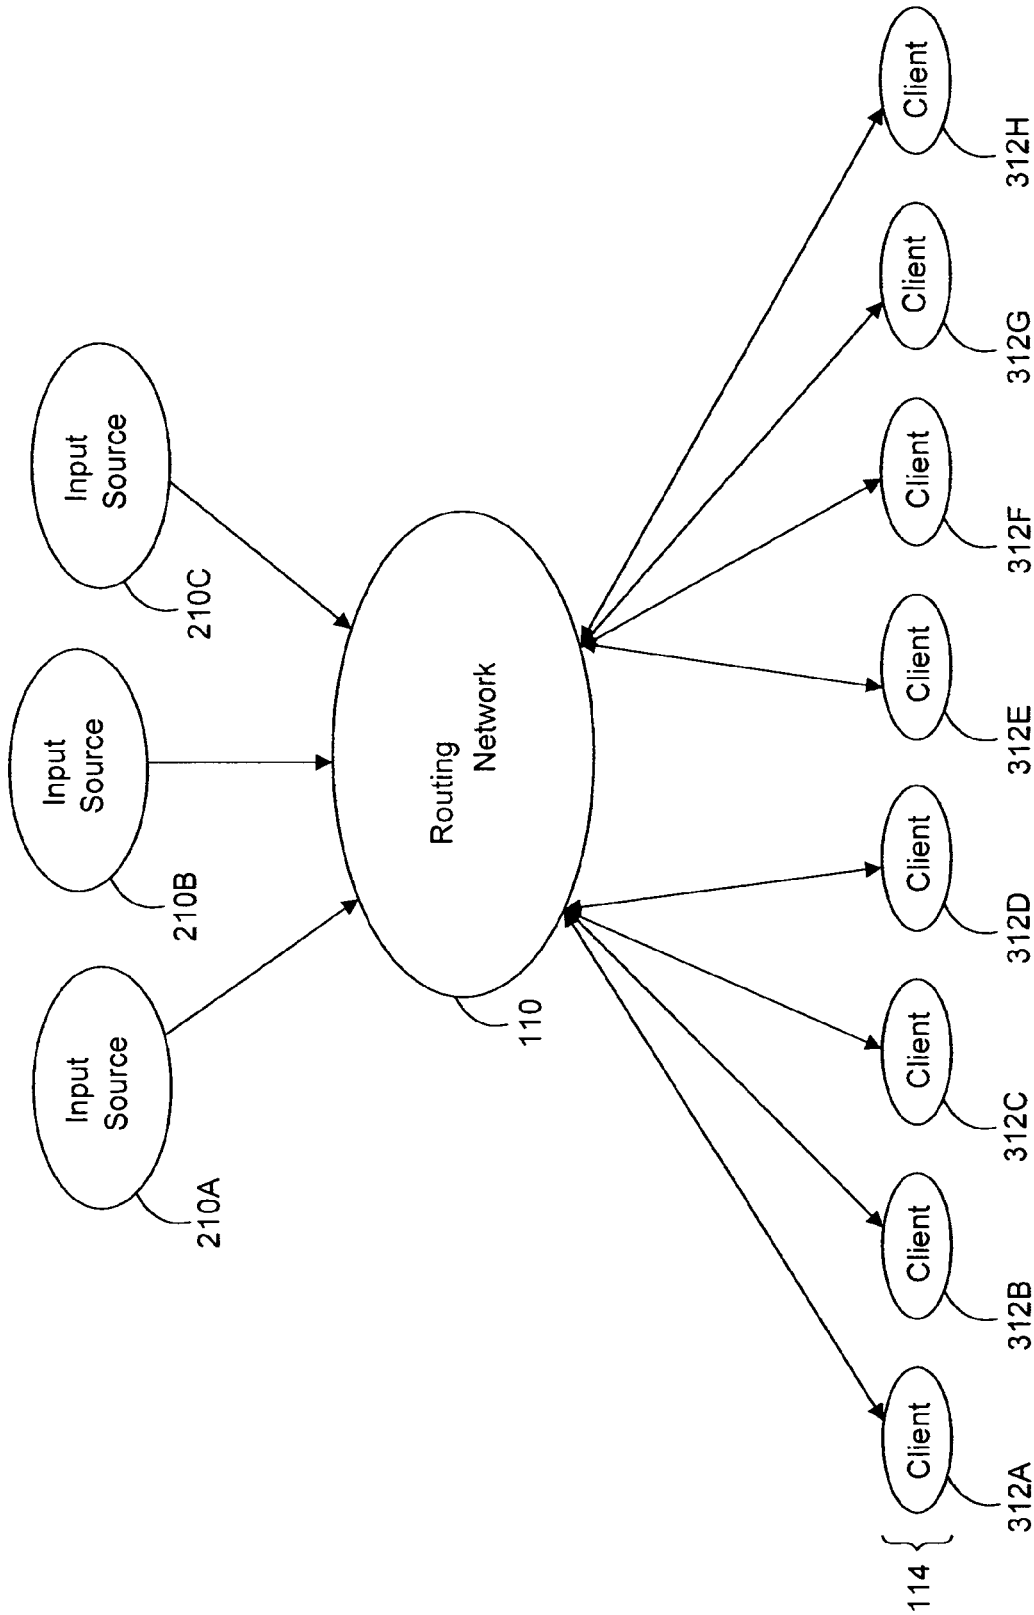 Input
Source
210A
Input
Source
210B
Input
Source
210C
Routing
Network
110
114
Client
312A
Client
312B
Client
312C
Client
312D
Client
312E
Client
312F
Client
312G
Client
312H